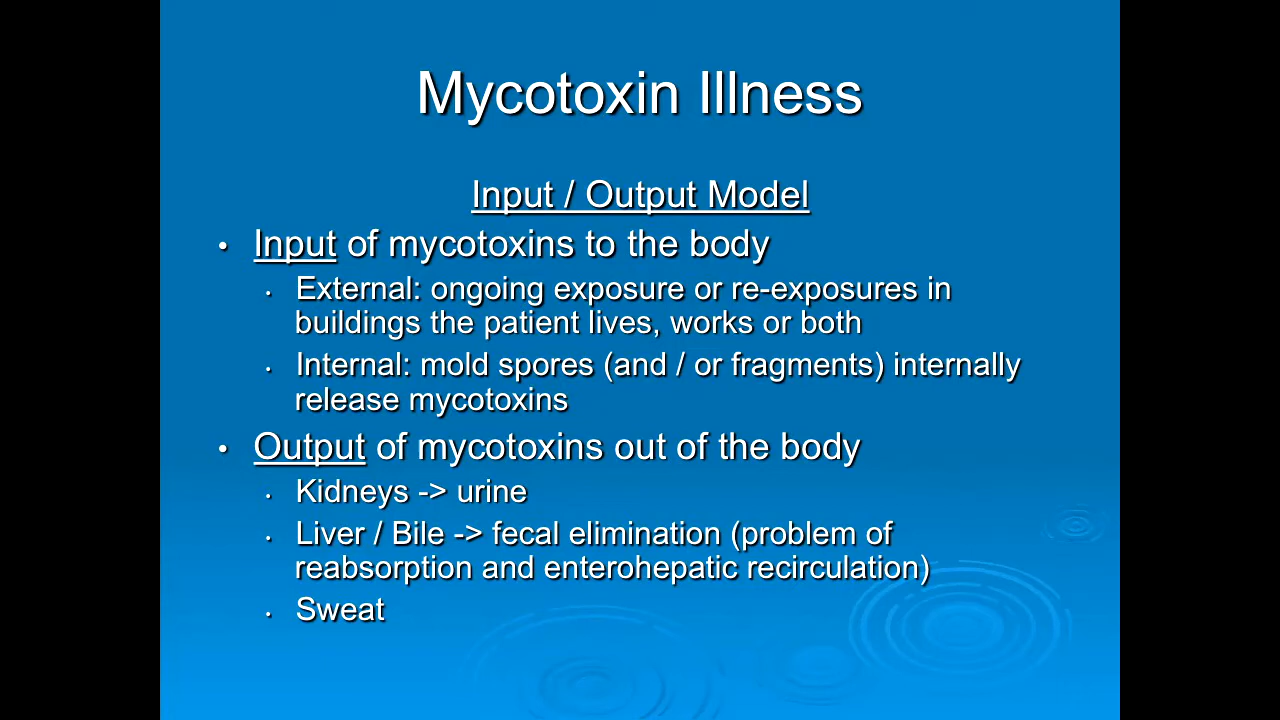 Mycotoxin Illness
Input / Output Model
• Input of mycotoxins to the body
• External: ongoing exposure or re-exposures in
buildings the patient lives, works or both
• Internal: mold spores (and / or fragments) internally
release mycotoxins
• Output of mycotoxins out of the body
• Kidneys -> urine
• Liver / Bile -> fecal elimination (problem of
reabsorption and enterohepatic recirculation)
• Sweat